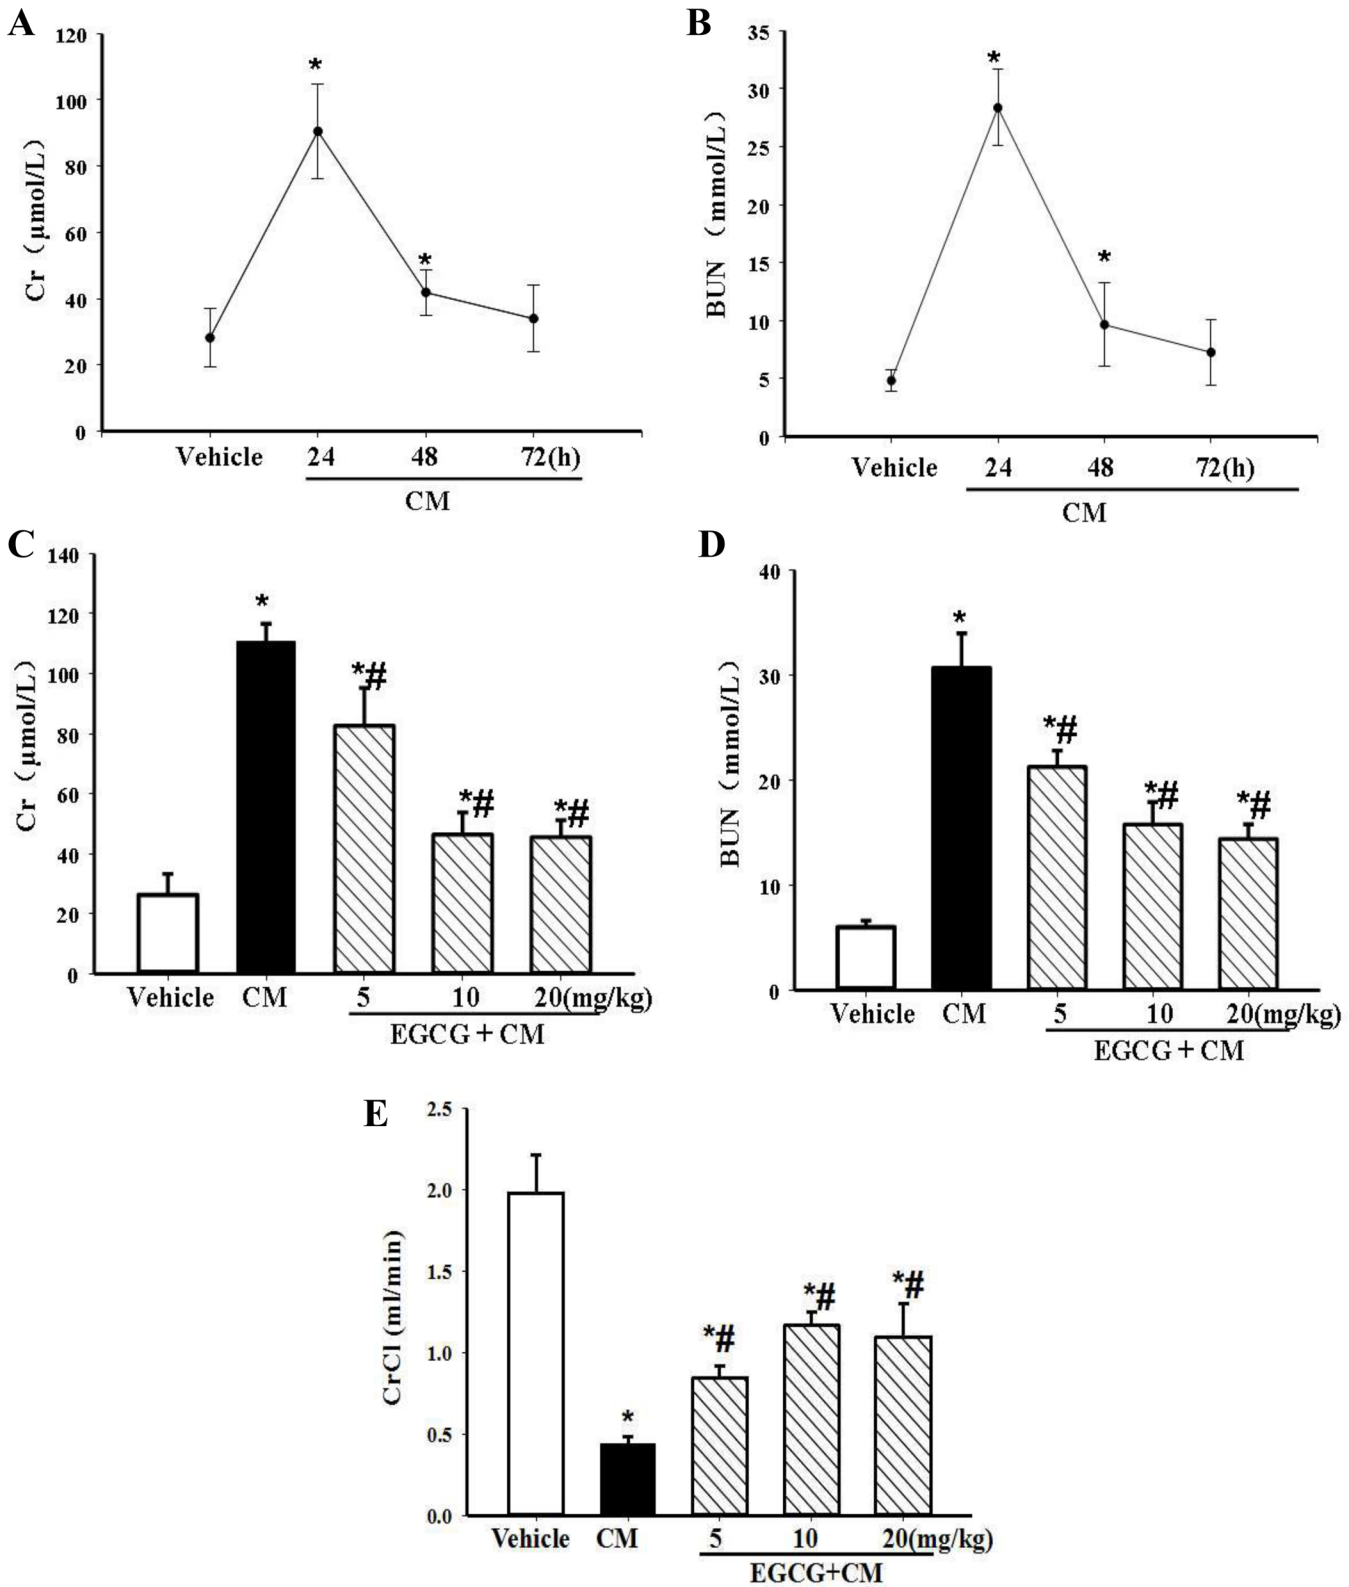 A
120
100
80
60
40
20
0
Cr (μmol/L)
*
*
Vehicle 24 48 72(h)
CM
B
35
30
25
20
15
10
5
0
BUN (mmol/L)
*
*
Vehicle 24 48 72(h)
CM
C
140
120
100
80
60
40
20
0
Cr (μmol/L)
*
*#
*#
*#
Vehicle CM 5 10 20(mg/kg)
EGCG + CM
D
40
30
20
10
0
BUN (mmol/L)
*
*#
*#
*#
Vehicle CM 5 10 20(mg/kg)
EGCG + CM
E
2.5
2.0
1.5
1.0
0.5
0.0
CrCl (ml/min)
*
*#
*#
*#
Vehicle CM 5 10 20(mg/kg)
EGCG+CM